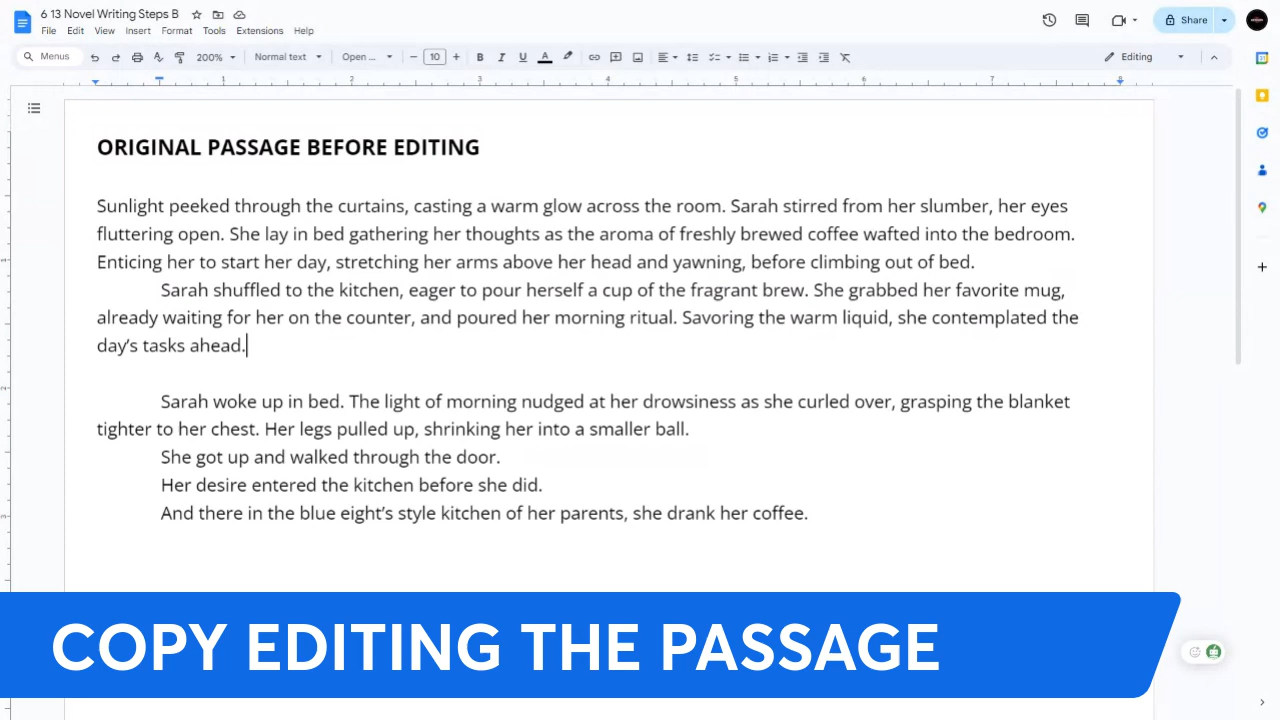 6 13 Novel Writing Steps B
File Edit View Insert Format Tools Extensions Help
Share
Menus 200% Normal text Open ... 10 Editing
1 2 3 4 5 6 7 8
ORIGINAL PASSAGE BEFORE EDITING
Sunlight peeked through the curtains, casting a warm glow across the room. Sarah stirred from her slumber, her eyes
fluttering open. She lay in bed gathering her thoughts as the aroma of freshly brewed coffee wafted into the bedroom.
Enticing her to start her day, stretching her arms above her head and yawning, before climbing out of bed.
Sarah shuffled to the kitchen, eager to pour herself a cup of the fragrant brew. She grabbed her favorite mug,
already waiting for her on the counter, and poured her morning ritual. Savoring the warm liquid, she contemplated the
day’s tasks ahead.
Sarah woke up in bed. The light of morning nudged at her drowsiness as she curled over, grasping the blanket
tighter to her chest. Her legs pulled up, shrinking her into a smaller ball.
She got up and walked through the door.
Her desire entered the kitchen before she did.
And there in the blue eight’s style kitchen of her parents, she drank her coffee.
COPY EDITING THE PASSAGE